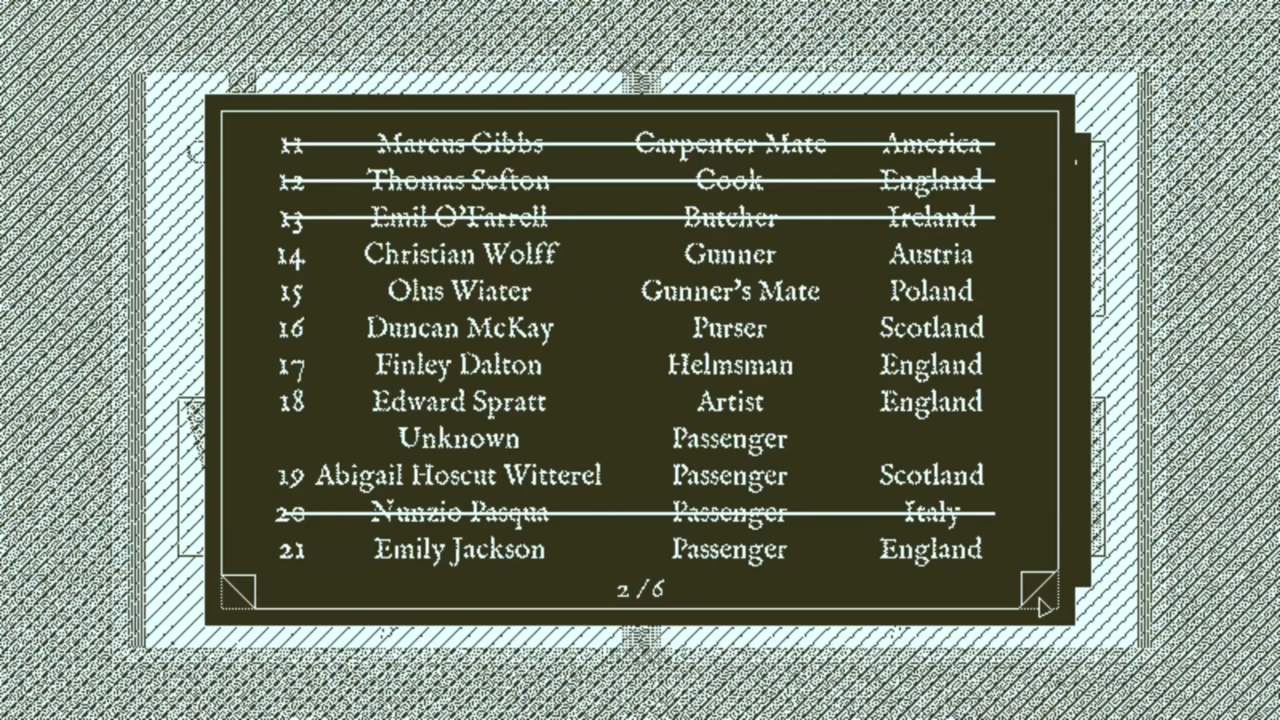 11 Marcus Gibbs Carpenter Mate America
12 Thomas Sefton Cook England
13 Emil O'Farrell Butcher Ireland
14 Christian Wolff Gunner Austria
15 Olus Wiater Gunner's Mate Poland
16 Duncan McKay Purser Scotland
17 Finley Dalton Helmsman England
18 Edward Spratt Artist England
Unknown Passenger
19 Abigail Hoscut Witterel Passenger Scotland
20 Nunzio Pasqua Passenger Italy
21 Emily Jackson Passenger England
2/6